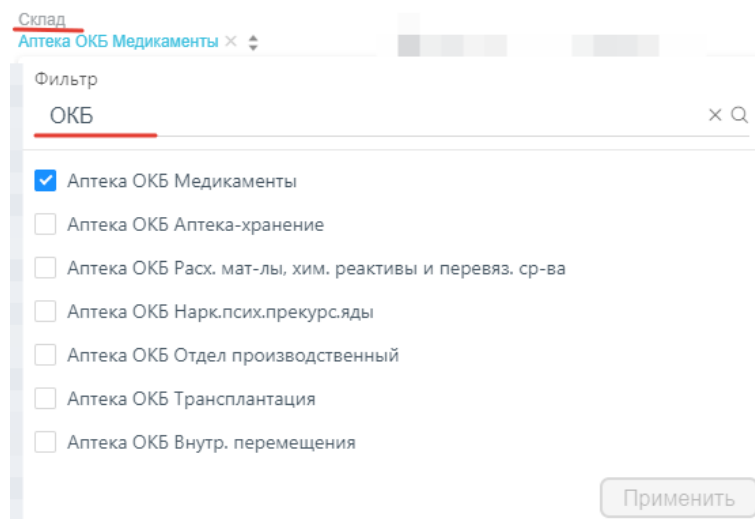 Склад
Аптека ОКБ Медикаменты
Фильтр
ОКБ
Аптека ОКБ Медикаменты
Аптека ОКБ Аптека-хранение
Аптека ОКБ Расх. мат-лы, хим. реактивы и перевяз. ср-ва
Аптека ОКБ Нарк.псих.прекурс.яды
Аптека ОКБ Отдел производственный
Аптека ОКБ Трансплантация
Аптека ОКБ Внутр. перемещения
Применить